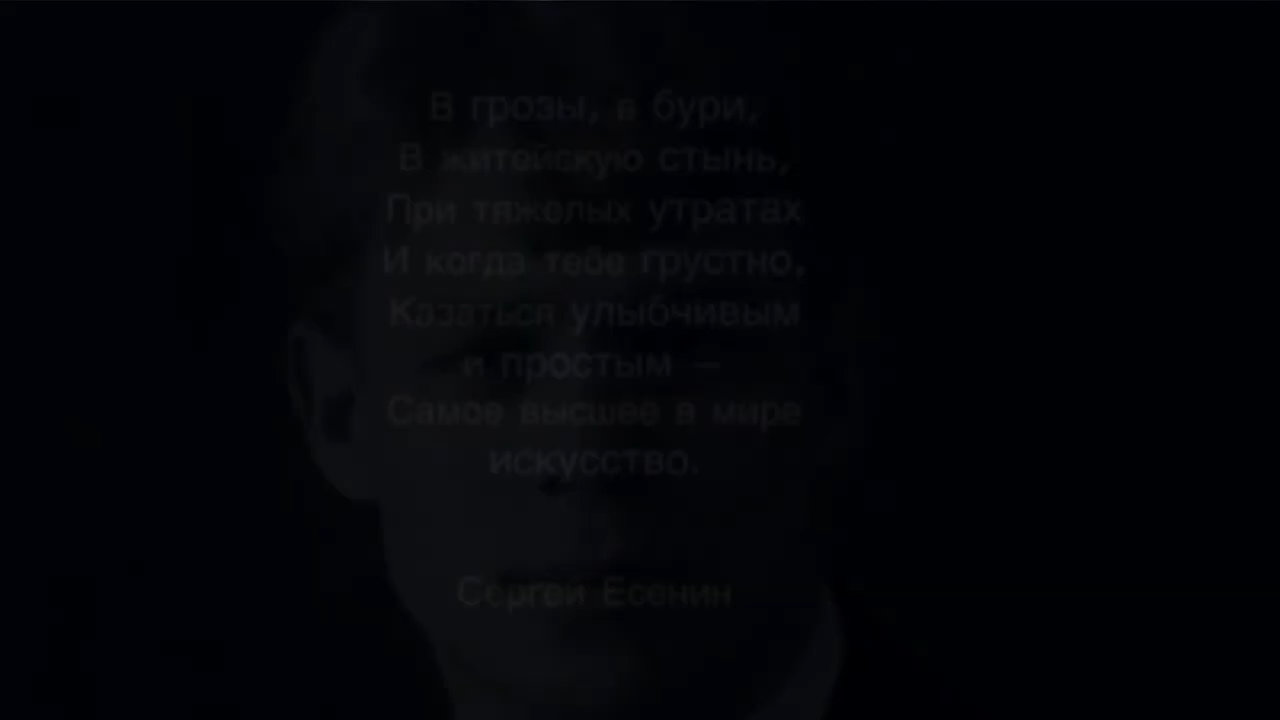 В грозы, в бури,
В житейскую стынь,
При тяжелых утратах
И когда тебе грустно,
Казаться улыбчивым
и простым –
Самое высшее в мире
искусство.
Сергей Есенин